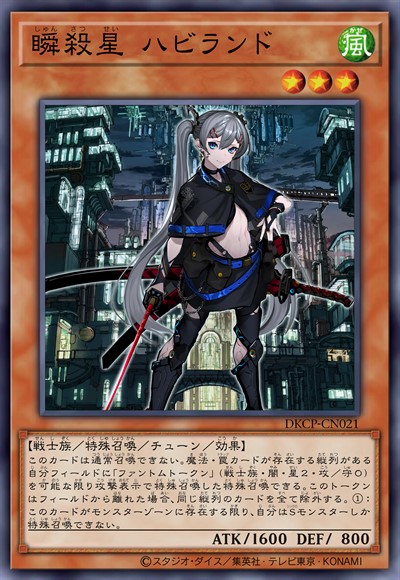 しゅん さつ せい
瞬殺星 ハビランド
かぜ
風
DKCP-CN021
【戦士族／特殊召喚／チューン／効果】
このカードは通常召喚できない。魔法・罠カードが存在する縦列がある
自分フィールドに「ファントムトークン」(戦士族・闇・星２・攻／守０)
を可能な限り攻撃表示で特殊召喚した特殊召喚できる。このトークン
はフィールドから離れた場合、同じ縦列のカードを全て除外する。①：
このカードがモンスターゾーンに存在する限り、自分は モンスターしか
特殊召喚できない。
ATK/1600 DEF/ 800
©スタジオ・ダイス／集英社・テレビ東京・KONAMI